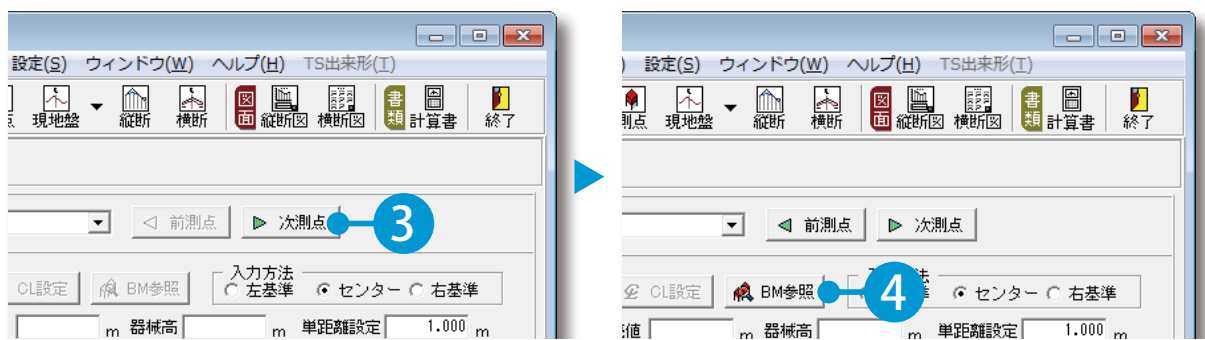 設定(S) ウィンドウ(W) ヘルプ(H) TS出来形(T)
現地盤 縦断 横断 図面 縦断図 横断図 書類 計算書 終了
前測点 次測点 3
CL設定 BM参照 入力方法
左基準 センター 右基準
m 器械高 m 単距離設定 1.000 m
) 設定(S) ウィンドウ(W) ヘルプ(H) TS出来形(T)
測点 現地盤 縦断 横断 図面 縦断図 横断図 書類 計算書 終了
前測点 次測点
CL設定 BM参照 4 センター 右基準
m 器械高 m 単距離設定 1.000 m